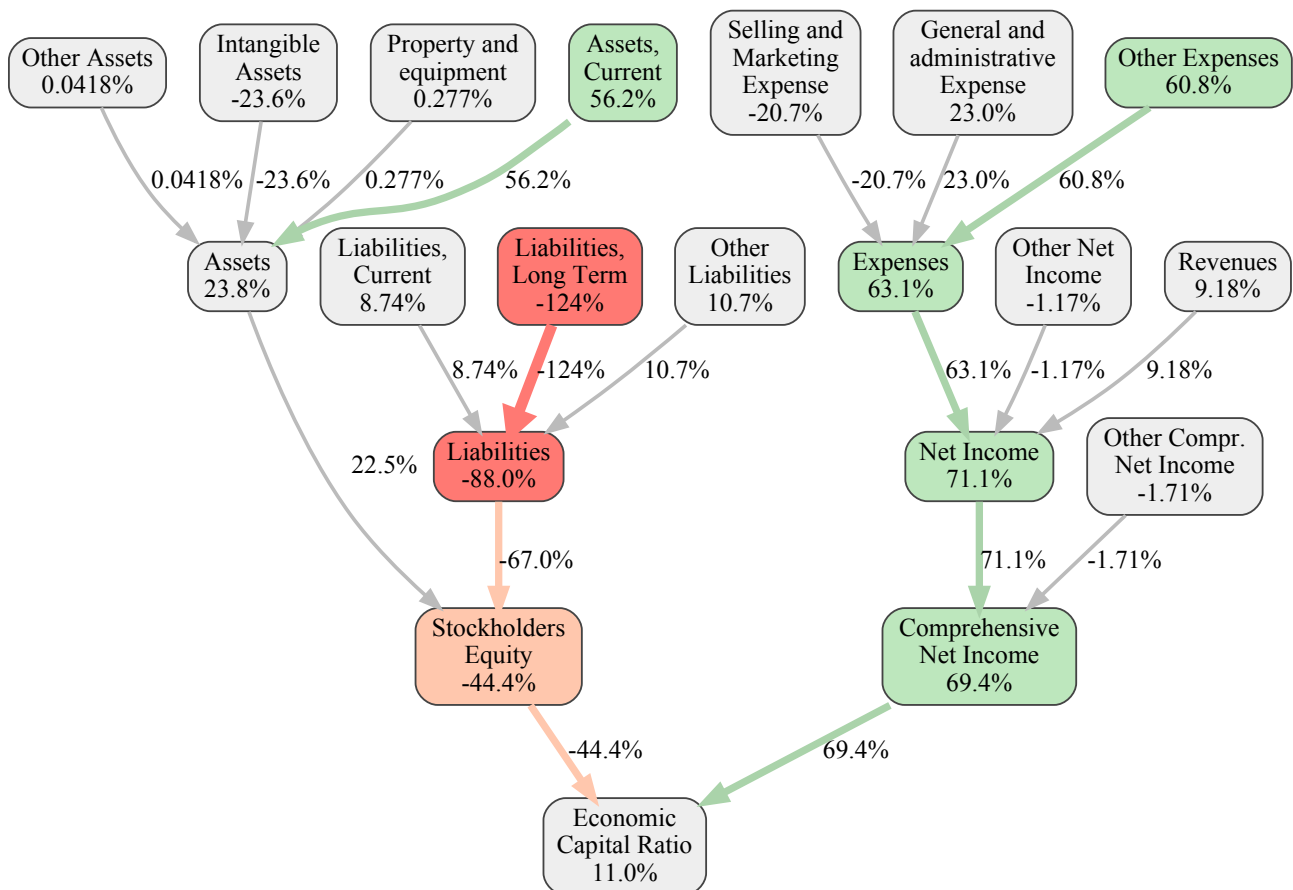 Other Assets
0.0418%
Intangible
Assets
-23.6%
Property and
equipment
0.277%
Assets,
Current
56.2%
Selling and
Marketing
Expense
-20.7%
General and
administrative
Expense
23.0%
Other Expenses
60.8%
0.0418%
-23.6%
0.277%
56.2%
-20.7%
23.0%
60.8%
Assets
23.8%
Liabilities,
Current
8.74%
Liabilities,
Long Term
-124%
Other
Liabilities
10.7%
Expenses
63.1%
Other Net
Income
-1.17%
Revenues
9.18%
8.74%
-124%
10.7%
63.1%
-1.17%
9.18%
22.5%
Liabilities
-88.0%
Net Income
71.1%
Other Compr.
Net Income
-1.71%
-67.0%
71.1%
-1.71%
Stockholders
Equity
-44.4%
Comprehensive
Net Income
69.4%
-44.4%
69.4%
Economic
Capital Ratio
11.0%